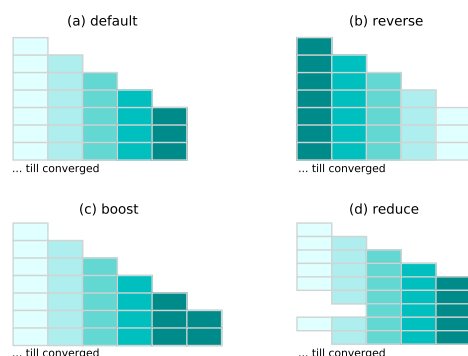 (a) default
(b) reverse
... till converged
... till converged
(c) boost
(d) reduce
... till converged
... till converged